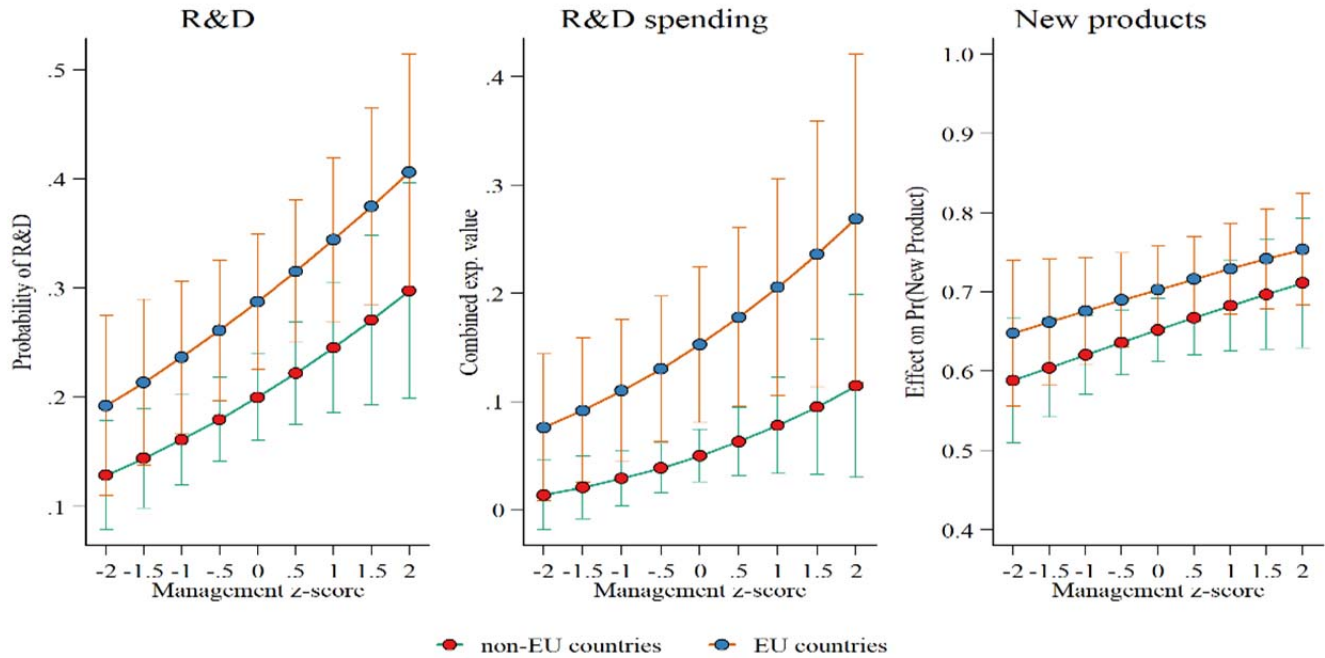 R&D
R&D spending
New products
Probability of R&D
.5
.4
.3
.2
.1
-2 -1.5 -1 -.5 0 .5 1 1.5 2
Management z-score
Combined exp. value
.4
.3
.2
.1
0
-2 -1.5 -1 -.5 0 .5 1 1.5 2
Management z-score
Effect on Pr(New Product)
1.0
0.9
0.8
0.7
0.6
0.5
0.4
-2 -1.5 -1 -.5 0 .5 1 1.5 2
Management z-score
non-EU countries
EU countries